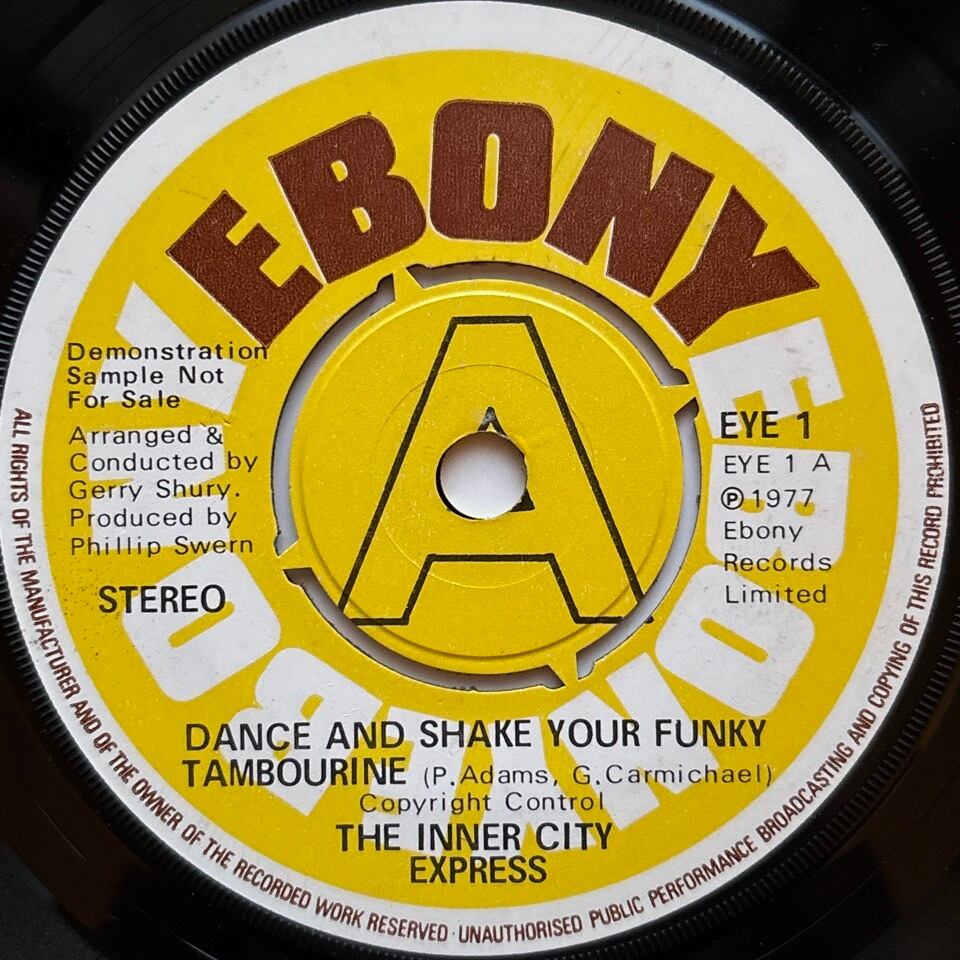 EBONY
EBONY
EBONY
A
Demonstration
Sample Not
For Sale
Arranged &
Conducted by
Gerry Shury.
Produced by
Phillip Swern
STEREO
EYE 1
EYE 1 A
℗ 1977
Ebony
Records
Limited
DANCE AND SHAKE YOUR FUNKY
TAMBOURINE (P. Adams, G. Carmichael)
Copyright Control
THE INNER CITY
EXPRESS
ALL RIGHTS OF THE MANUFACTURER AND OF THE OWNER OF THE RECORDED WORK RESERVED · UNAUTHORISED PUBLIC PERFORMANCE BROADCASTING AND COPYING OF THIS RECORD PROHIBITED